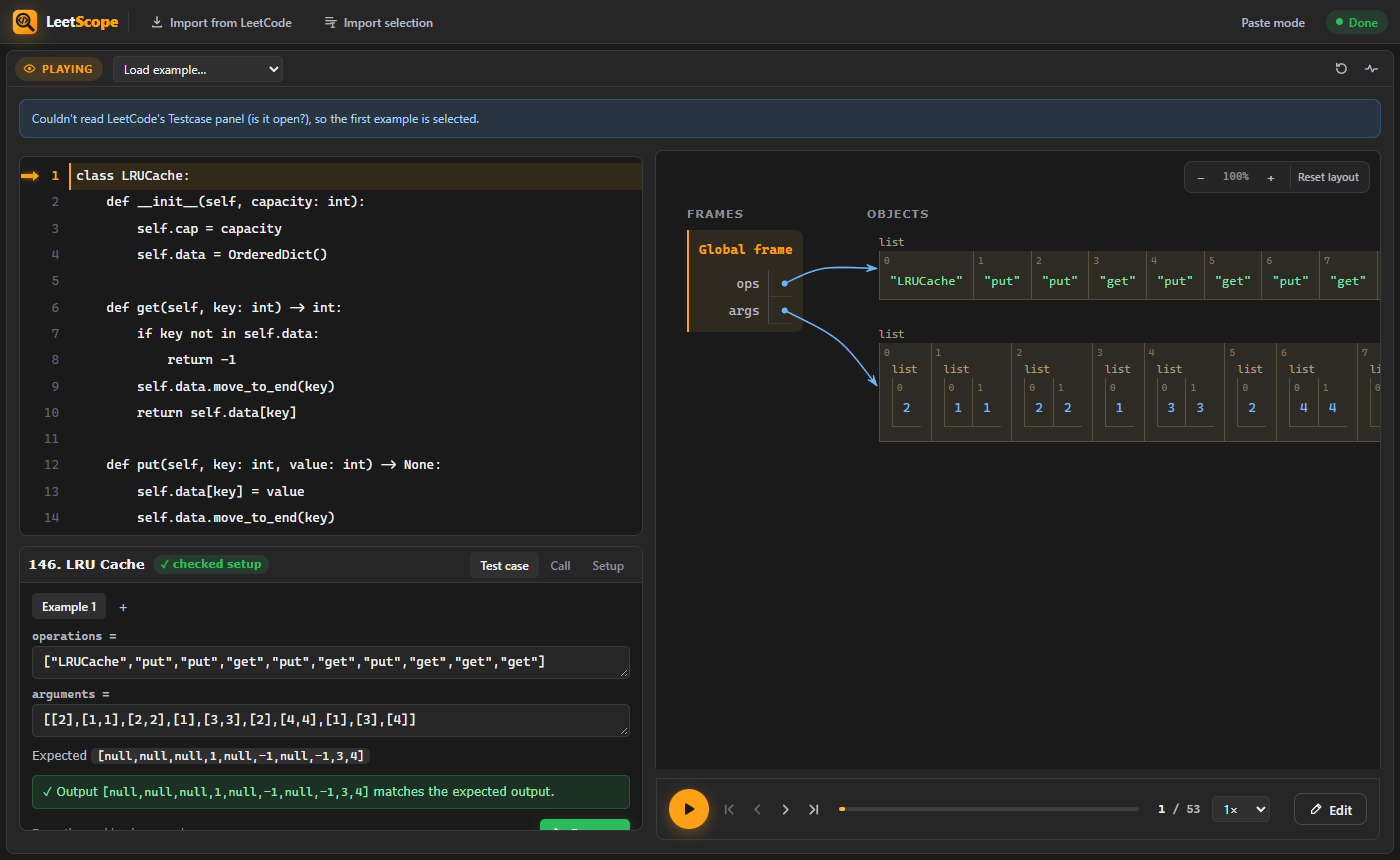 LeetScope
Import from LeetCode
Import selection
Paste mode
Done
PLAYING
Load example...
Couldn't read LeetCode's Testcase panel (is it open?), so the first example is selected.
1 class LRUCache:
2 def __init__(self, capacity: int):
3 self.cap = capacity
4 self.data = OrderedDict()
5
6 def get(self, key: int) -> int:
7 if key not in self.data:
8 return -1
9 self.data.move_to_end(key)
10 return self.data[key]
11
12 def put(self, key: int, value: int) -> None:
13 self.data[key] = value
14 self.data.move_to_end(key)
146. LRU Cache
✓ checked setup
Test case
Call
Setup
Example 1
+
operations =
["LRUCache","put","put","get","put","get","put","get","get","get"]
arguments =
[[2],[1,1],[2,2],[1],[3,3],[2],[4,4],[1],[3],[4]]
Expected [null,null,null,1,null,-1,null,-1,3,4]
✓ Output [null,null,null,1,null,-1,null,-1,3,4] matches the expected output.
− 100% + Reset layout
FRAMES
OBJECTS
Global frame
ops
args
list
0 1 2 3 4 5 6 7
"LRUCache" "put" "put" "get" "put" "get" "put" "get"
list
0 1 2 3 4 5 6 7
list list list list list list list
0 0 1 0 1 0 0 1 0 0 1
2 1 1 2 2 1 3 3 2 4 4
1 / 53
1×
Edit